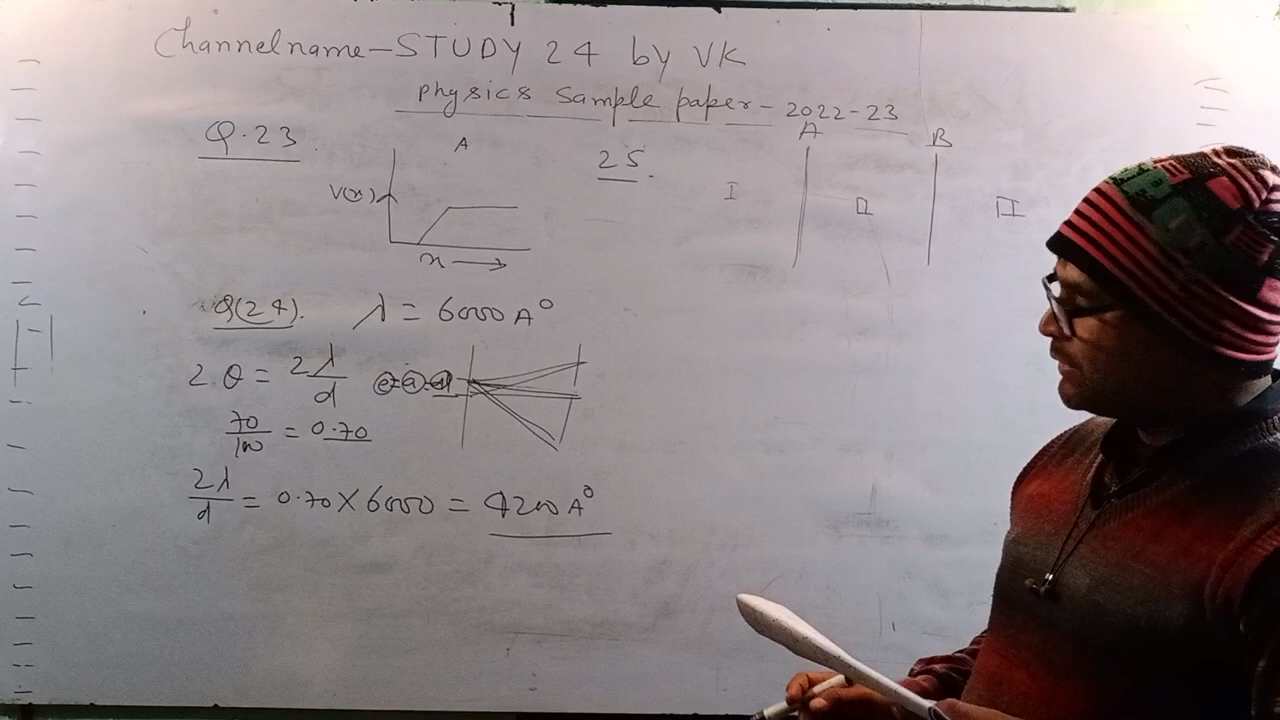 Channelname-STUDY 24 by VK
physics sample paper-2022-23
Q.23
A
V(x)
x
25.
A
B
I
II
III
Q(24). λ = 6000 A°
2θ = 2λ/d
70/100 = 0.70
2λ/d = 0.70×6000 = 4200A°